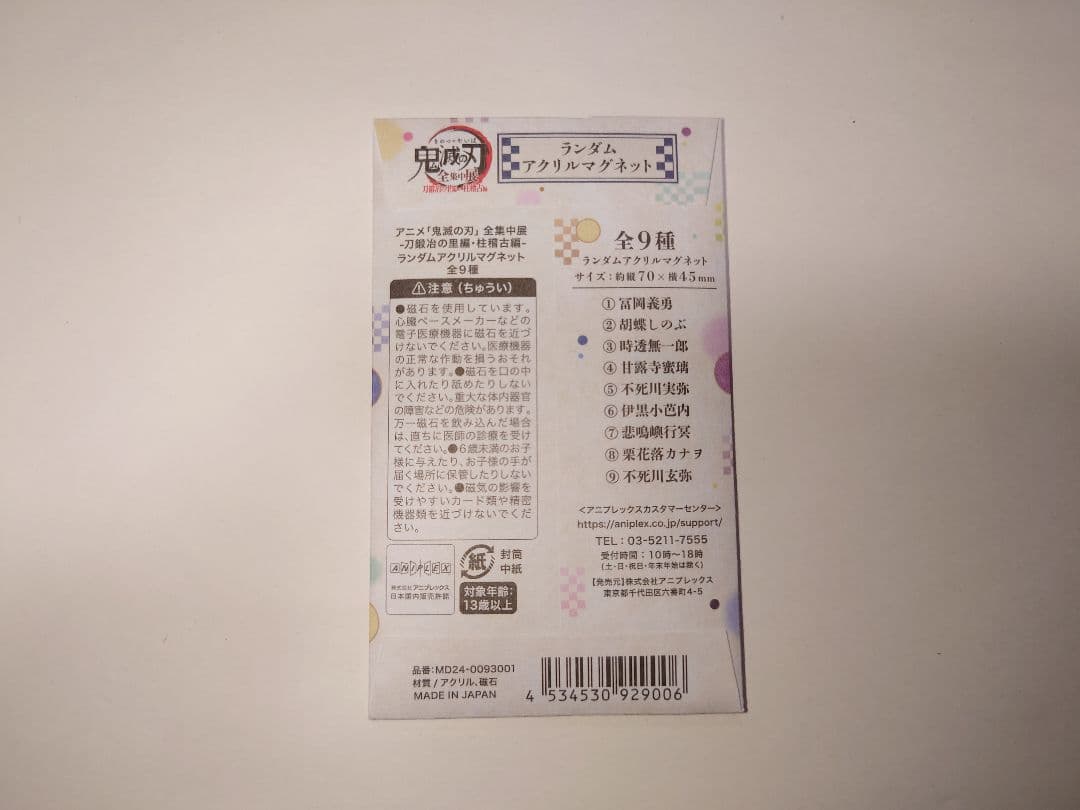 きめつのやいば
鬼滅の刃
全集中展
刀鍛冶の里編・柱稽古編
ランダム
アクリルマグネット
アニメ「鬼滅の刃」全集中展
-刀鍛冶の里編・柱稽古編-
ランダムアクリルマグネット
全9種
⚠注意（ちゅうい）
●磁石を使用しています。
心臓ペースメーカーなどの
電子医療機器に磁石を近づ
けないでください。医療機器
の正常な作動を損うおそれ
があります。●磁石を口の中
に入れたり舐めたりしない
でください。重大な体内器官
の障害などの危険があります。
万一磁石を飲み込んだ場合
は、直ちに医師の診療を受け
てください。●6歳未満のお子
様に与えたり、お子様の手が
届く場所に保管したりしない
でください。●磁気の影響を
受けやすいカード類や精密
機器類を近づけないでくだ
さい。
ANIPLEX
株式会社アニプレックス
日本国内販売許諾
紙
封筒
中紙
対象年齢：
13歳以上
品番：MD24-0093001
材質／アクリル、磁石
MADE IN JAPAN
全9種
ランダムアクリルマグネット
サイズ：約縦70×横45mm
①冨岡義勇
②胡蝶しのぶ
③時透無一郎
④甘露寺蜜璃
⑤不死川実弥
⑥伊黒小芭内
⑦悲鳴嶼行冥
⑧栗花落カナヲ
⑨不死川玄弥
＜アニプレックスカスタマーセンター＞
https://aniplex.co.jp/support/
TEL：03-5211-7555
受付時間：10時～18時
（土・日・祝日・年末年始は除く）
【発売元】株式会社アニプレックス
東京都千代田区六番町4-5
4 534530 929006